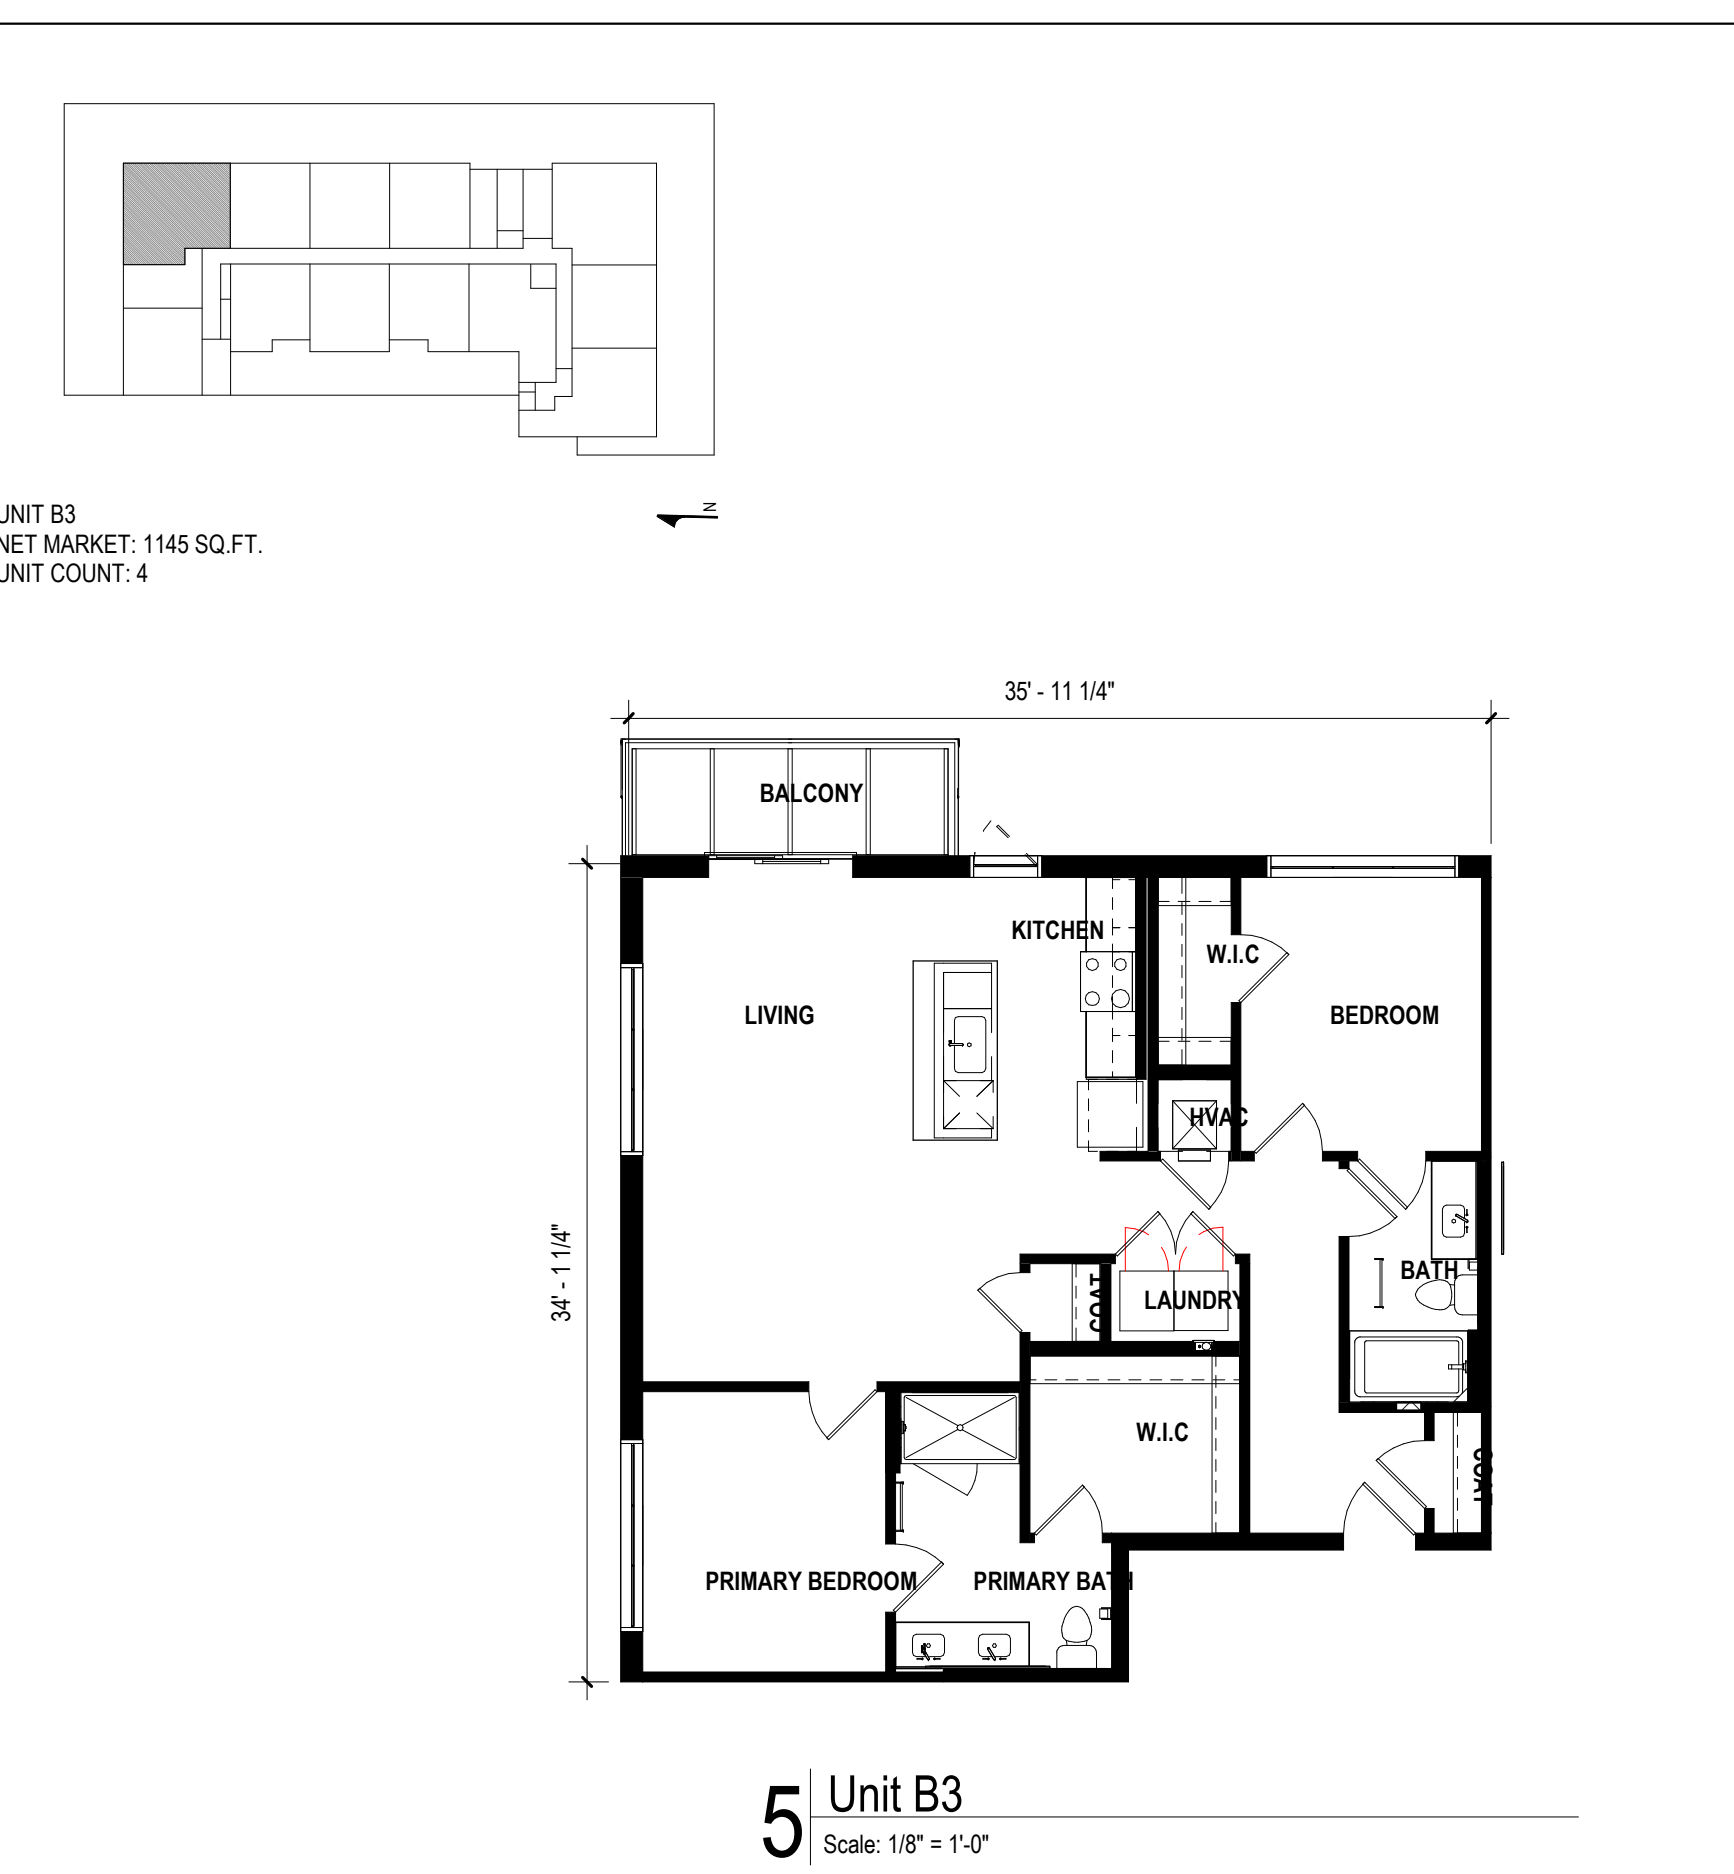 N
UNIT B3
NET MARKET: 1145 SQ.FT.
UNIT COUNT: 4
35' - 11 1/4"
BALCONY
KITCHEN
W.I.C
LIVING
BEDROOM
HVAC
34' - 1 1/4"
BATH
COAT
LAUNDRY
W.I.C
COAT
PRIMARY BEDROOM
PRIMARY BATH
5
Unit B3
Scale: 1/8" = 1'-0"